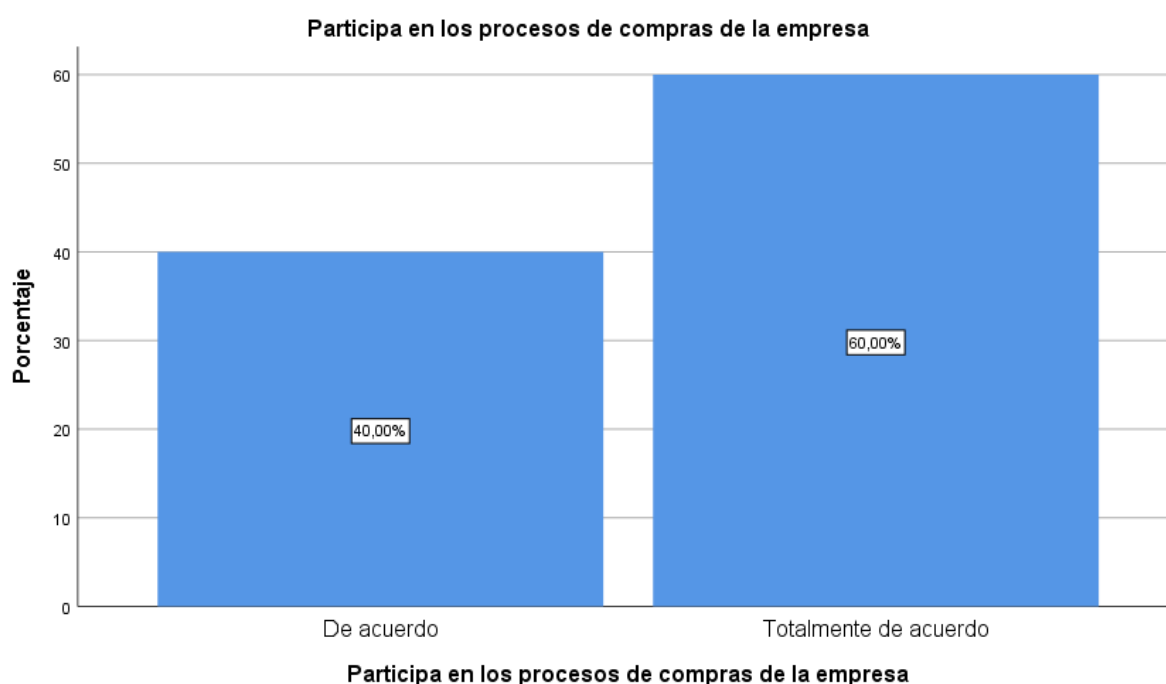 Participa en los procesos de compras de la empresa
60
50
40
30
20
10
0
Porcentaje
40,00%
60,00%
De acuerdo
Totalmente de acuerdo
Participa en los procesos de compras de la empresa